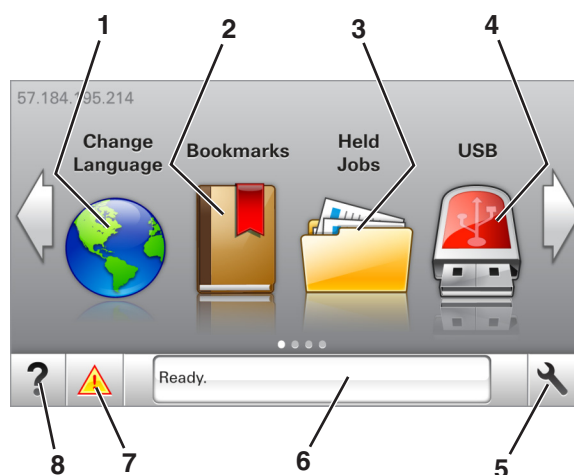 1
2
3
4
57.184.195.214
Change
Language
Bookmarks
Held
Jobs
USB
?
Ready.
8
7
6
5